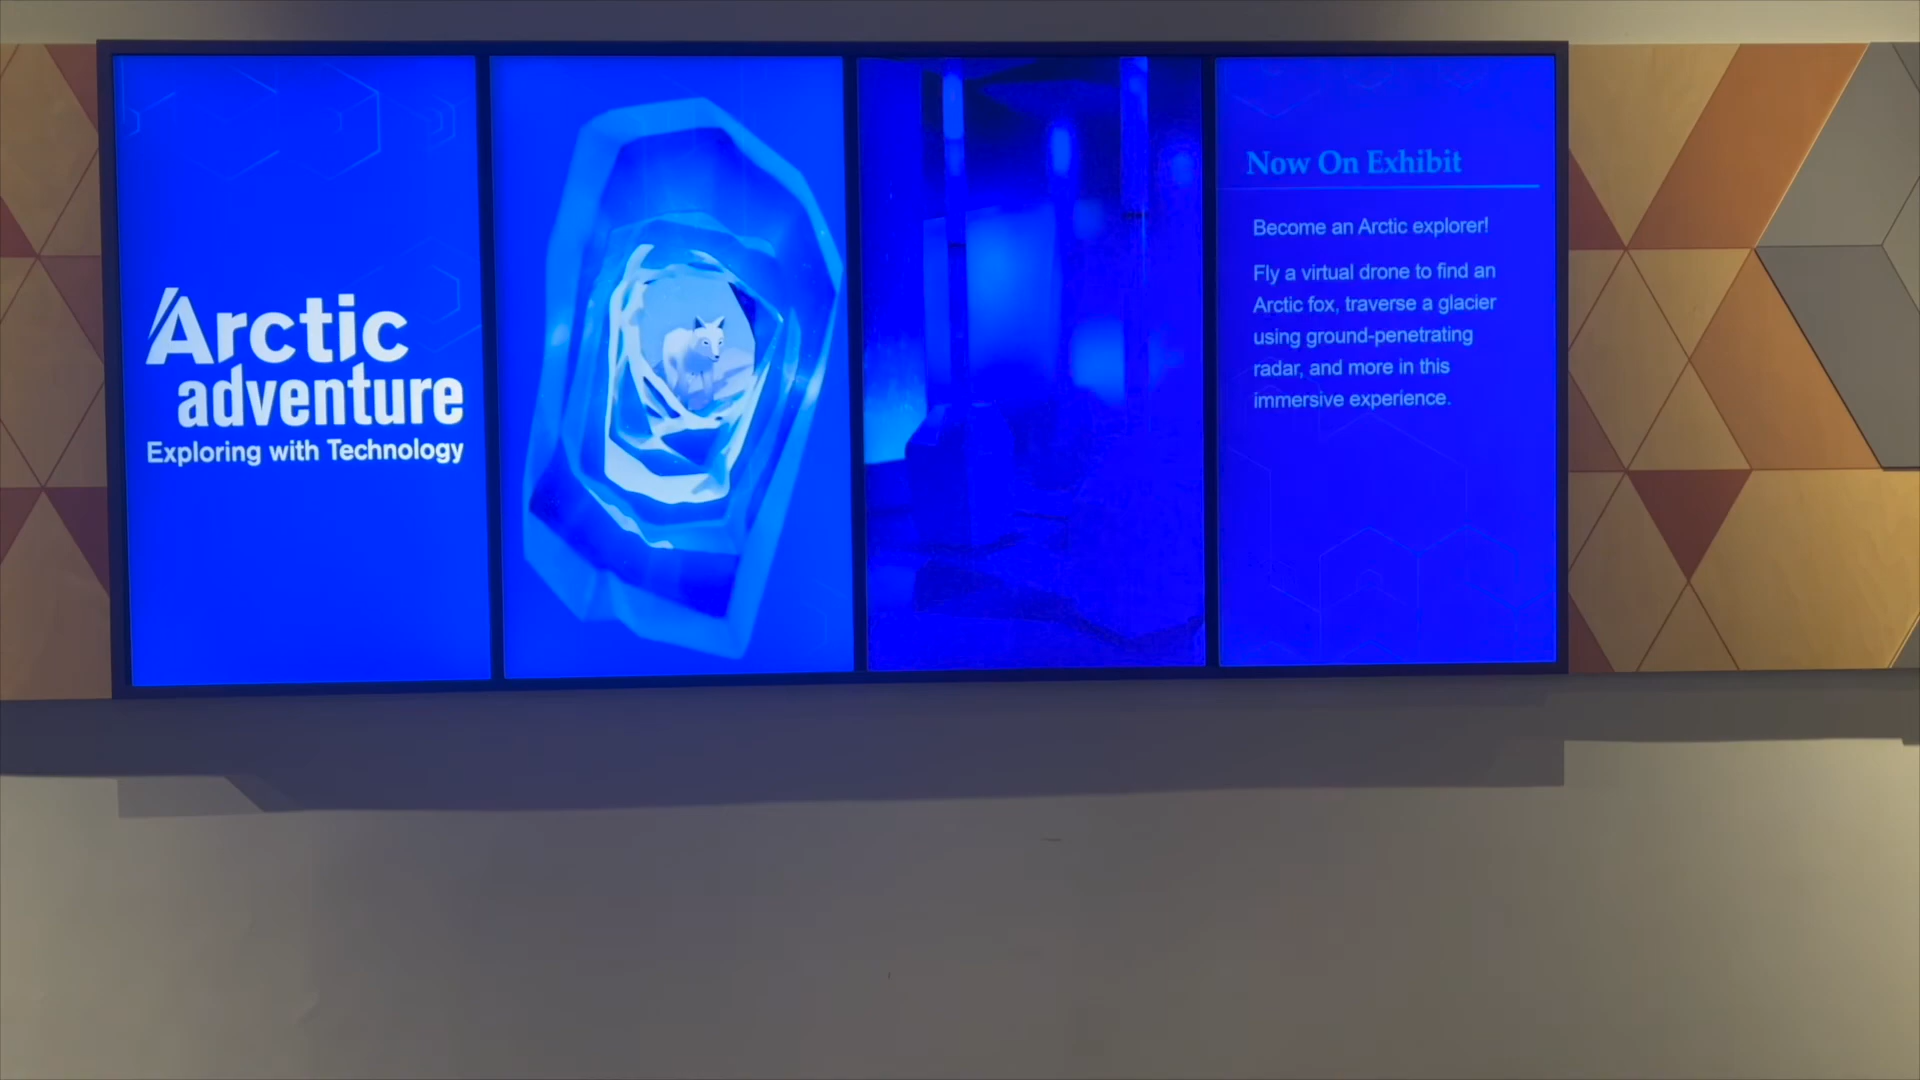 Arctic
adventure
Exploring with Technology
Now On Exhibit
Become an Arctic explorer!
Fly a virtual drone to find an
Arctic fox, traverse a glacier
using ground-penetrating
radar, and more in this
immersive experience.